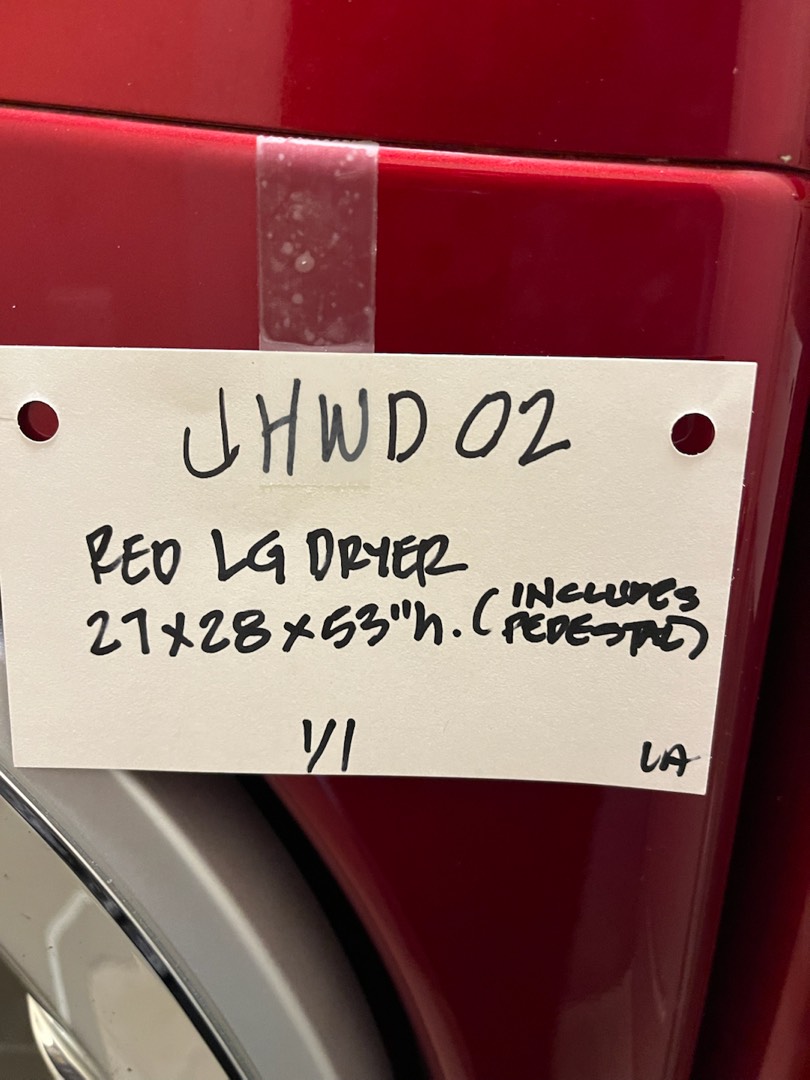 JHWD 02
RED LG DRYER
27x28x53"h. (INCLUDES
PEDESTAL)
1/1
LA